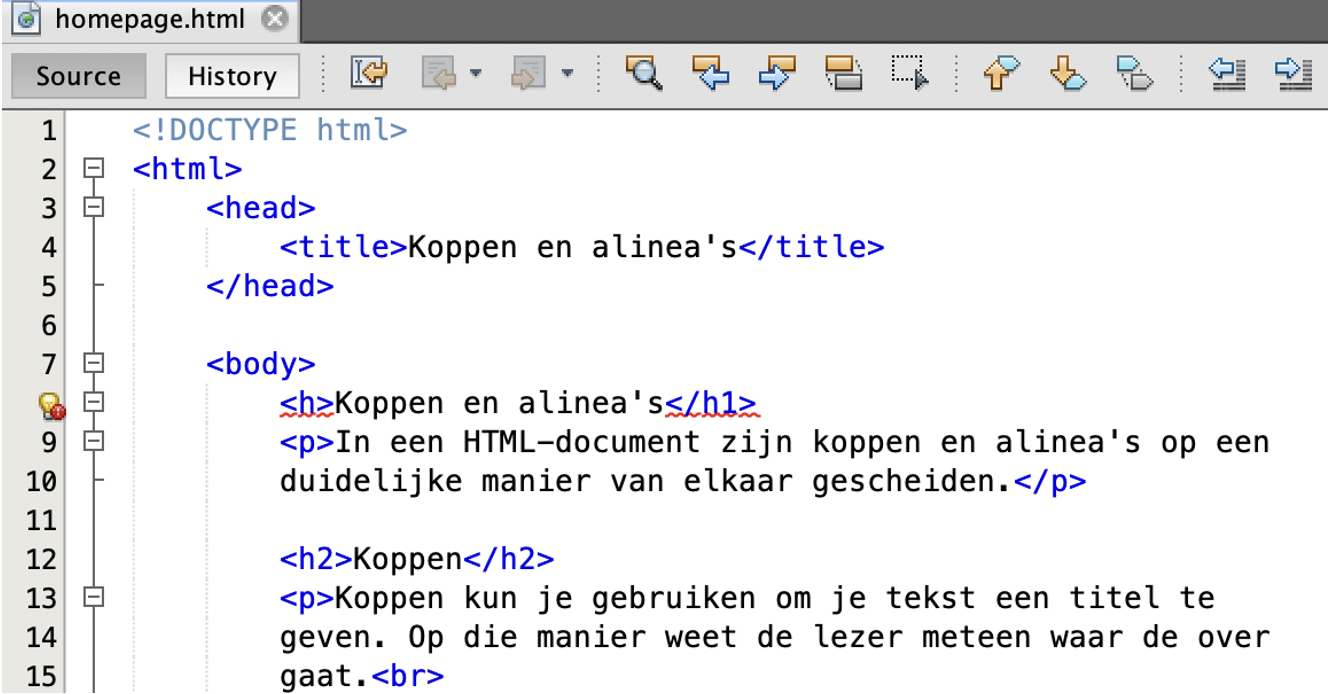 homepage.html
Source History
1 <!DOCTYPE html>
2 <html>
3 <head>
4 <title>Koppen en alinea's</title>
5 </head>
6
7 <body>
<h>Koppen en alinea's</h1>
9 <p>In een HTML-document zijn koppen en alinea's op een
10 duidelijke manier van elkaar gescheiden.</p>
11
12 <h2>Koppen</h2>
13 <p>Koppen kun je gebruiken om je tekst een titel te
14 geven. Op die manier weet de lezer meteen waar de over
15 gaat.<br>